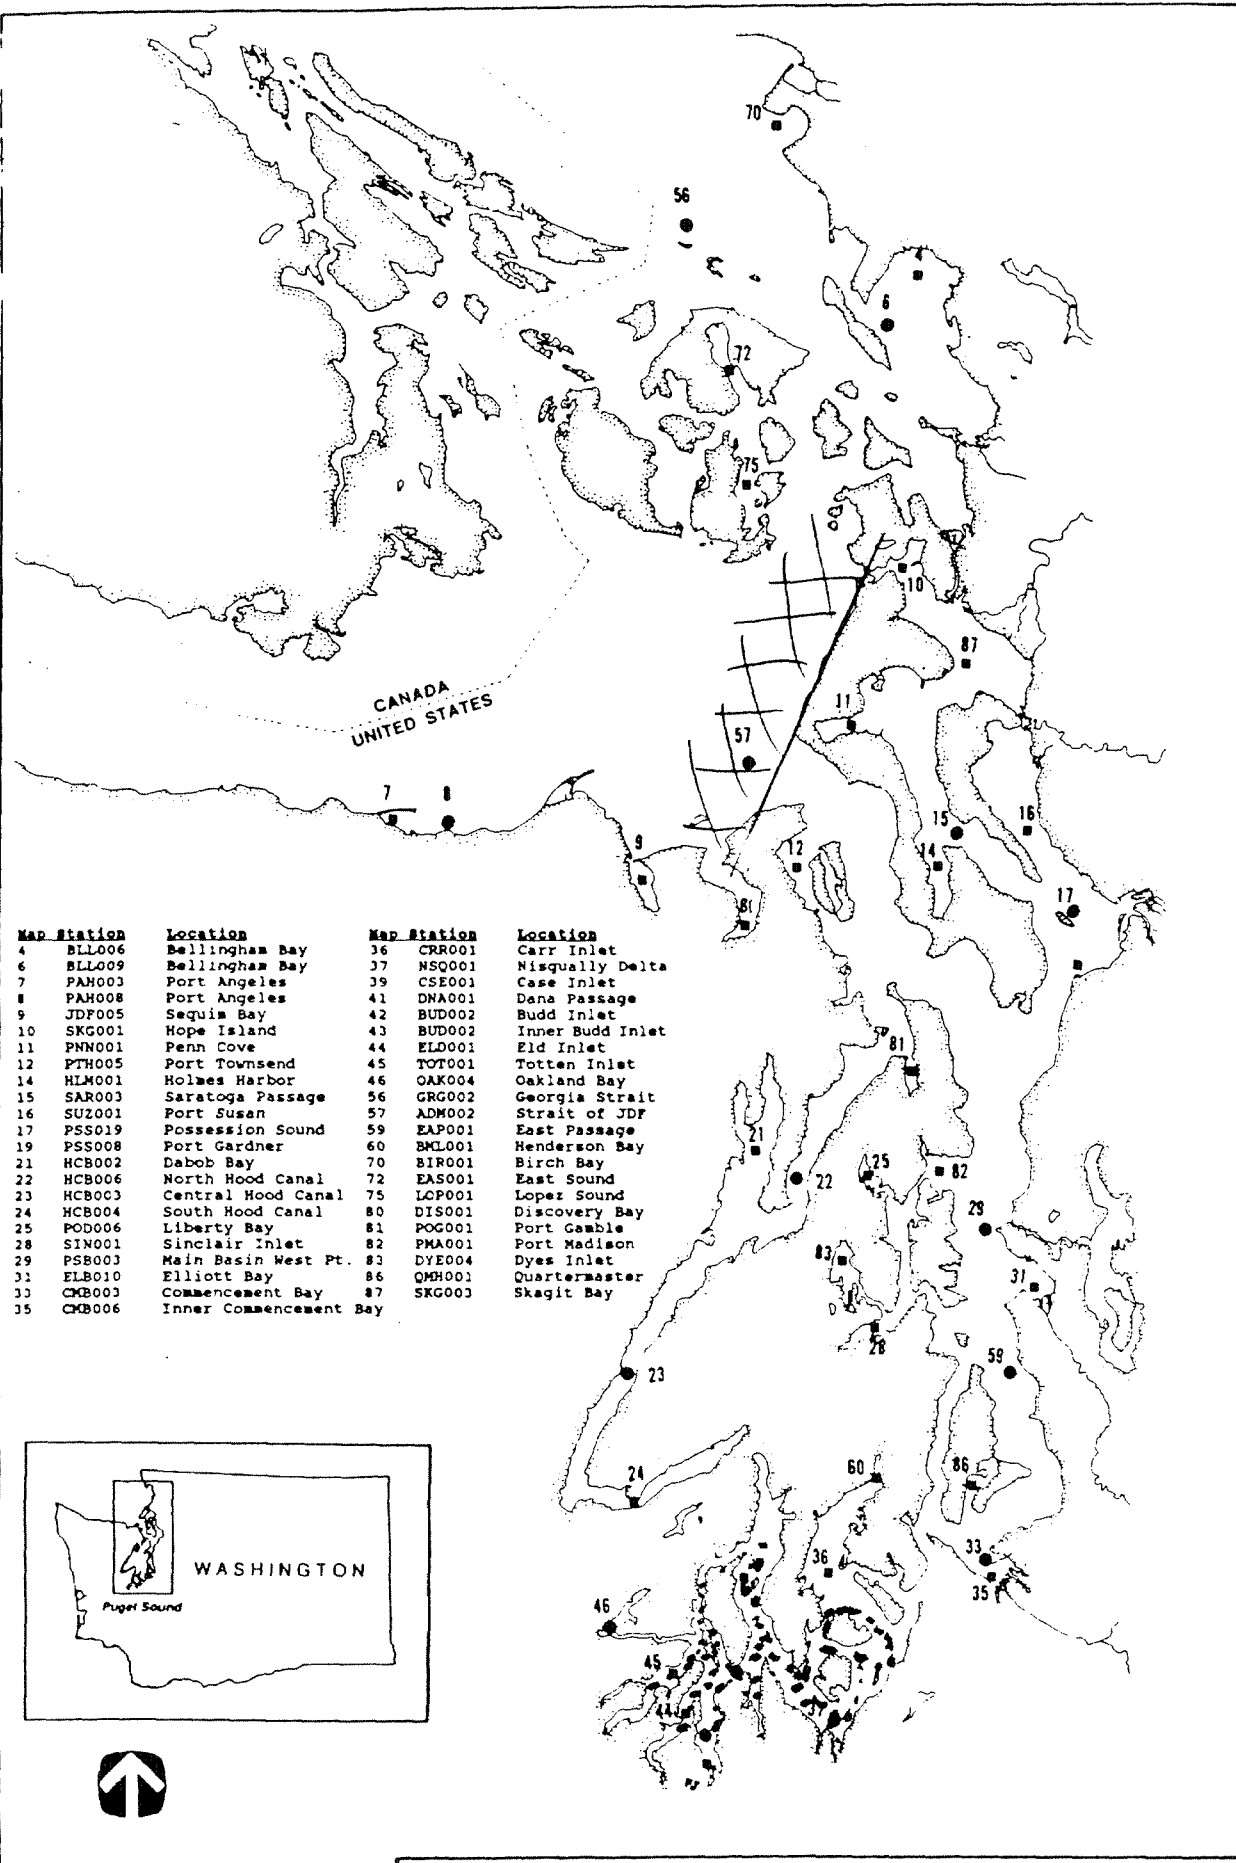 70
56
4
6
72
75
10
87
CANADA
UNITED STATES
11
57
7
8
15
16
9
12
14
17
80
Map Station Location Map Station Location
4 BLL006 Bellingham Bay 36 CRR001 Carr Inlet
6 BLL009 Bellingham Bay 37 NSQ001 Nisqually Delta
7 PAH003 Port Angeles 39 CSE001 Case Inlet
8 PAH008 Port Angeles 41 DNA001 Dana Passage
9 JDF005 Sequim Bay 42 BUD002 Budd Inlet
10 SKG001 Hope Island 43 BUD002 Inner Budd Inlet
11 PNN001 Penn Cove 44 ELD001 Eld Inlet
12 PTH005 Port Townsend 45 TOT001 Totten Inlet
14 HLM001 Holmes Harbor 46 OAK004 Oakland Bay
15 SAR003 Saratoga Passage 56 GRG002 Georgia Strait
16 SUZ001 Port Susan 57 ADM002 Strait of JDF
17 PSS019 Possession Sound 59 EAP001 East Passage
19 PSS008 Port Gardner 60 BML001 Henderson Bay
21 HCB002 Dabob Bay 70 BIR001 Birch Bay
22 HCB006 North Hood Canal 72 EAS001 East Sound
23 HCB003 Central Hood Canal 75 LOP001 Lopez Sound
24 HCB004 South Hood Canal 80 DIS001 Discovery Bay
25 POD006 Liberty Bay 81 POG001 Port Gamble
28 SIN001 Sinclair Inlet 82 PMA001 Port Madison
29 PSB003 Main Basin West Pt. 83 DYE004 Dyes Inlet
31 ELB010 Elliott Bay 86 QMH001 Quartermaster
33 CMB003 Commencement Bay 87 SKG003 Skagit Bay
35 CMB006 Inner Commencement Bay
81
21
25
82
22
29
83
31
28
23
59
24
60
86
36
33
35
WASHINGTON
Puget Sound
46
45
44
37